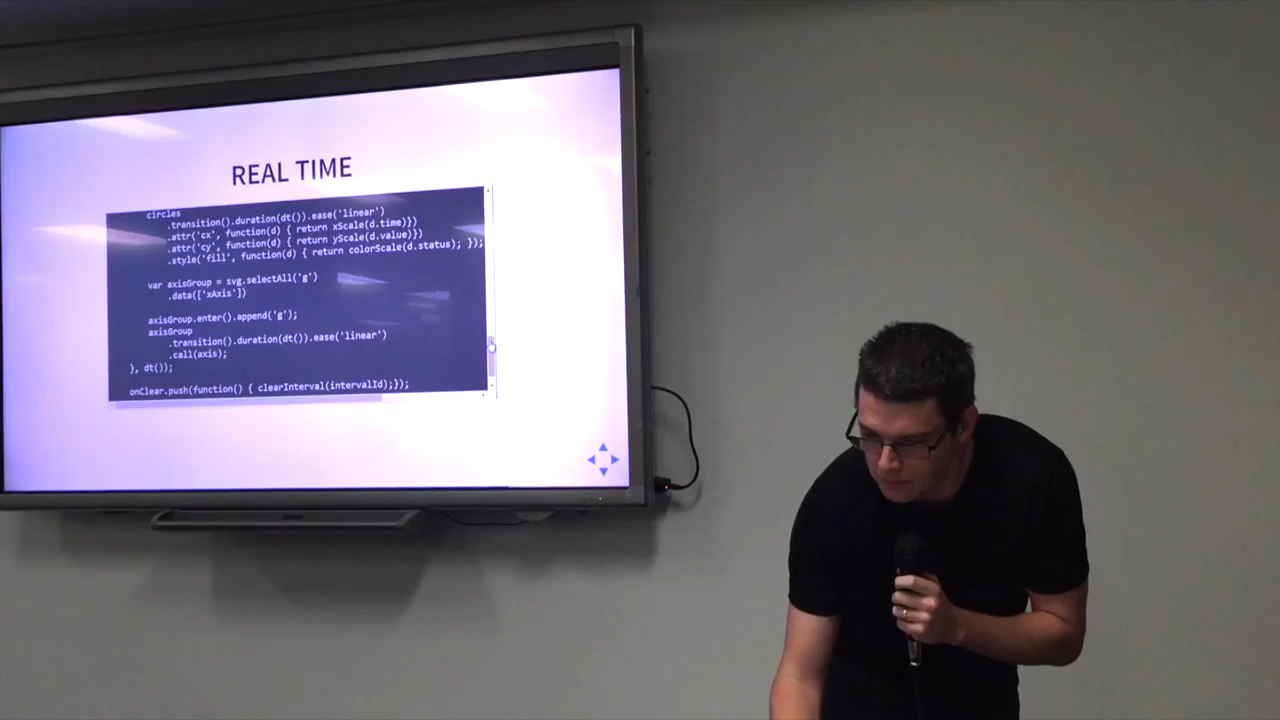 REAL TIME
circles
.transition().duration(dt()).ease('linear')
.attr('cx', function(d) { return xScale(d.time)})
.attr('cy', function(d) { return yScale(d.value)})
.style('fill', function(d) { return colorScale(d.status); });
var axisGroup = svg.selectAll('g')
.data(['xAxis'])
axisGroup.enter().append('g');
axisGroup
.transition().duration(dt()).ease('linear')
.call(axis);
}, dt());
onClear.push(function() { clearInterval(intervalId);});